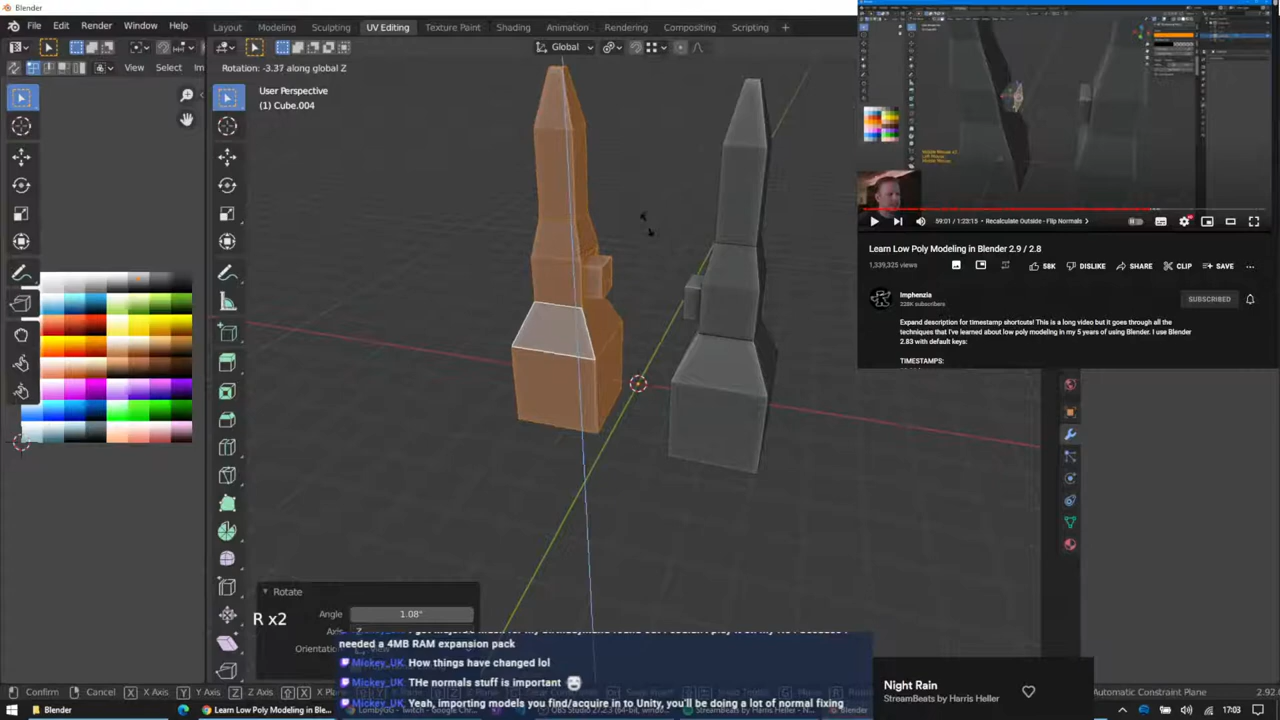 Blender
File
Edit
Render
Window
Help
Layout
Modeling
Sculpting
UV Editing
Texture Paint
Shading
Animation
Rendering
Compositing
Scripting
View
Select
Im
Global
Rotation: -3.37 along global Z
User Perspective
(1) Cube.004
59:01 / 1:23:15 • Recalculate Outside - Flip Normals
Learn Low Poly Modeling in Blender 2.9 / 2.8
1,339,325 views
58K
DISLIKE
SHARE
CLIP
SAVE
Imphenzia
228K subscribers
SUBSCRIBED
Expand description for timestamp shortcuts! This is a long video but it goes through all the
techniques that I've learned about low poly modeling in my 5 years of using Blender. I use Blender
2.83 with default keys:
TIMESTAMPS:
Rotate
R x2
Angle
1.08°
needed a 4MB RAM expansion pack
Mickey_UK: How things have changed lol
Mickey_UK: THe normals stuff is important
Mickey_UK: Yeah, importing models you find/acquire in to Unity, you'll be doing a lot of normal fixing
Night Rain
StreamBeats by Harris Heller
Confirm
Cancel
X Axis
Y Axis
Z Axis
Automatic Constraint Plane
2.92.
Blender
Learn Low Poly Mo...
17:03